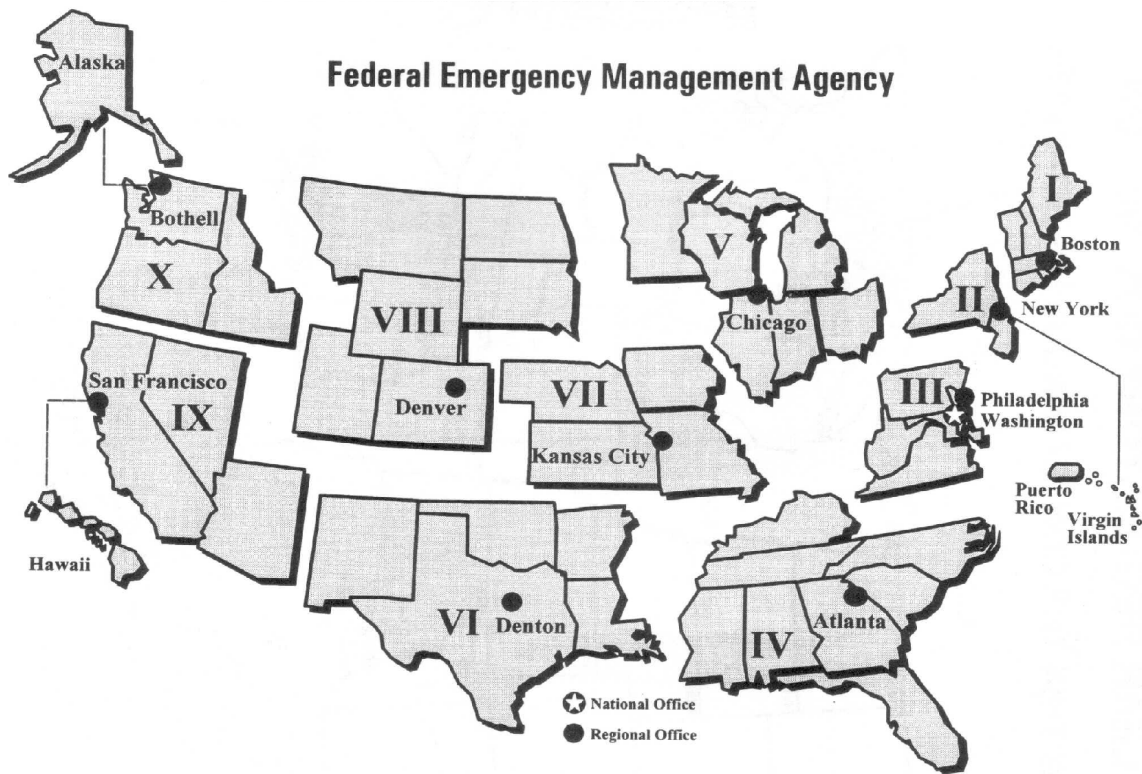 Federal Emergency Management Agency
Alaska
Bothell
X
VIII
V
I
Boston
II
New York
Chicago
San Francisco
IX
Denver
VII
III
Philadelphia
Washington
Kansas City
Puerto
Rico
Virgin
Islands
Hawaii
VI
Denton
IV
Atlanta
National Office
Regional Office